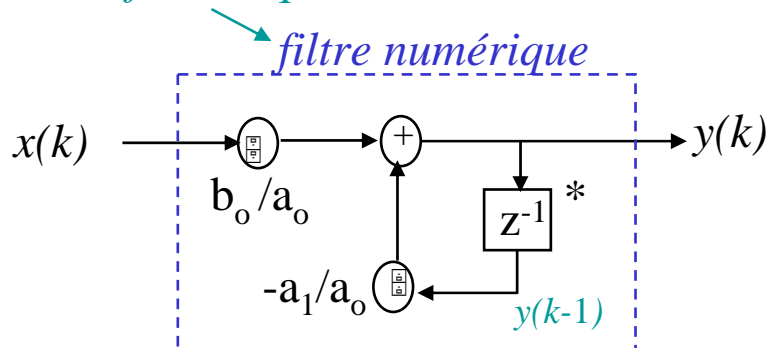 filtre numérique
x(k)
+
y(k)
b₀/a₀
z⁻¹ *
-a₁/a₀
y(k-1)